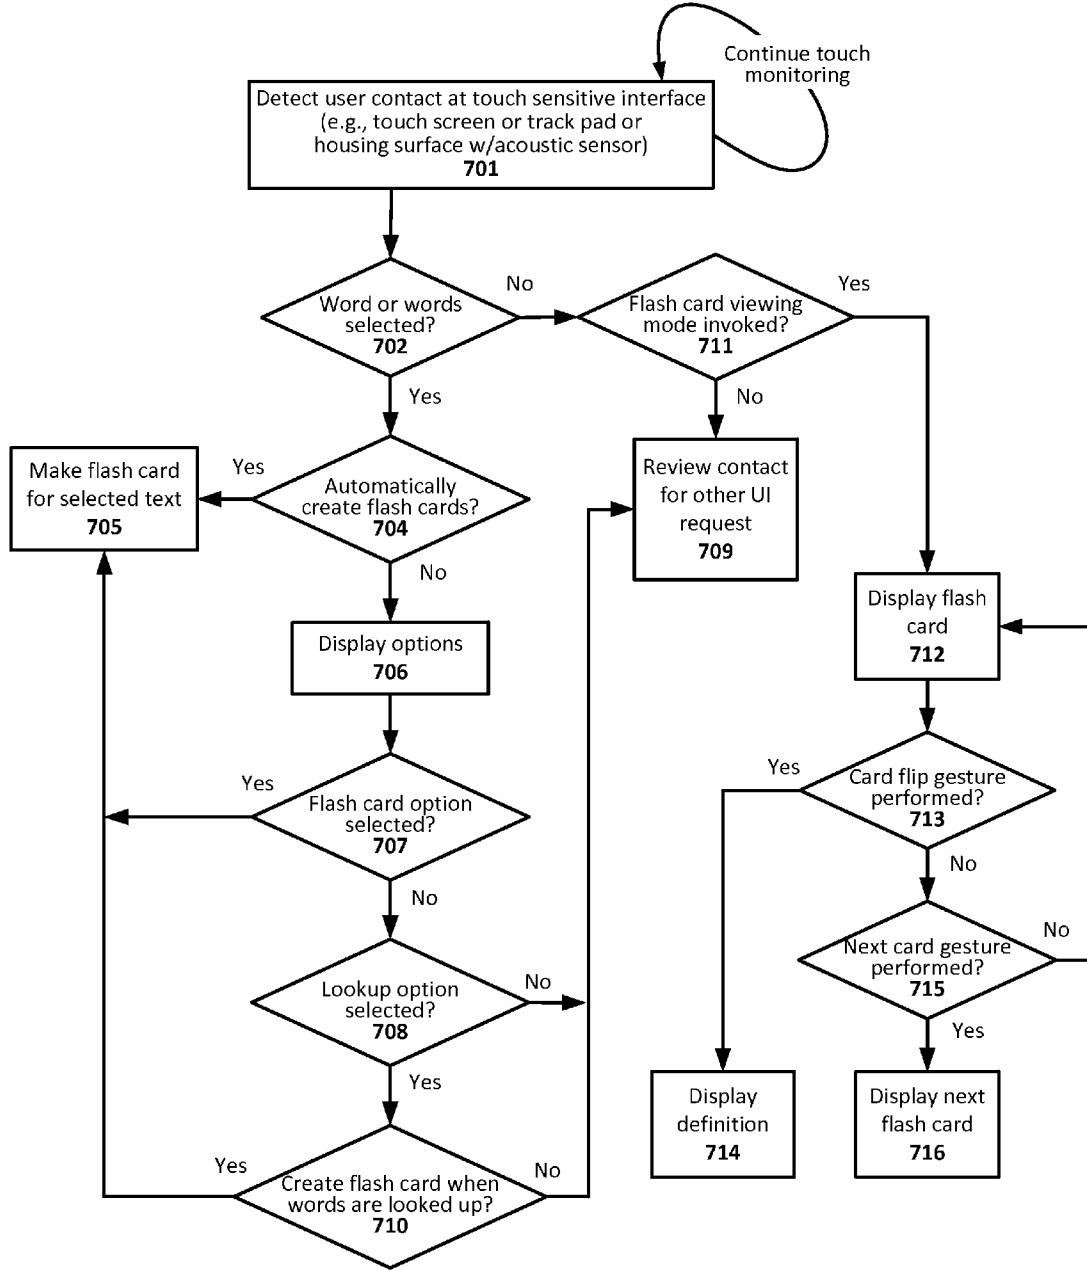 Continue touch
monitoring
Detect user contact at touch sensitive interface
(e.g., touch screen or track pad or
housing surface w/acoustic sensor)
701
Word or words
selected?
702
No
Flash card viewing
mode invoked?
711
Yes
Yes
No
Make flash card
for selected text
705
Yes
Automatically
create flash cards?
704
Review contact
for other UI
request
709
No
Display flash
card
712
Display options
706
Yes
Flash card option
selected?
707
Yes
Card flip gesture
performed?
713
No
No
Next card gesture
performed?
715
No
Lookup option
selected?
708
No
Yes
Yes
Display
definition
714
Display next
flash card
716
Yes
Create flash card when
words are looked up?
710
No